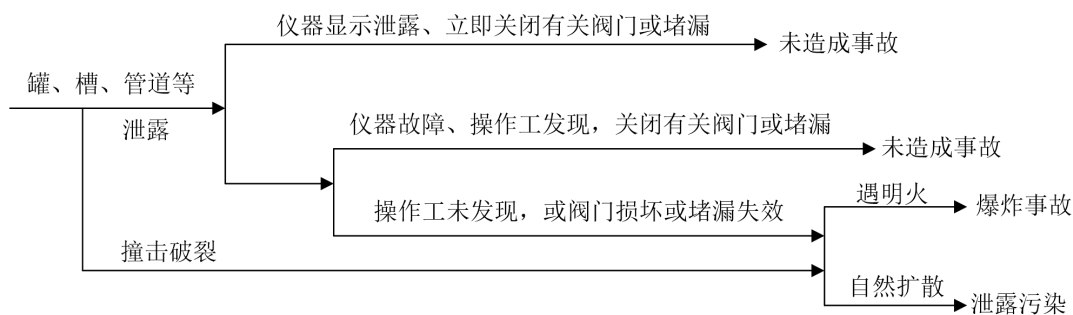 仪器显示泄露、立即关闭有关阀门或堵漏
未造成事故
罐、槽、管道等
泄露
仪器故障、操作工发现，关闭有关阀门或堵漏
未造成事故
操作工未发现，或阀门损坏或堵漏失效
遇明火
爆炸事故
撞击破裂
自然扩散
泄露污染